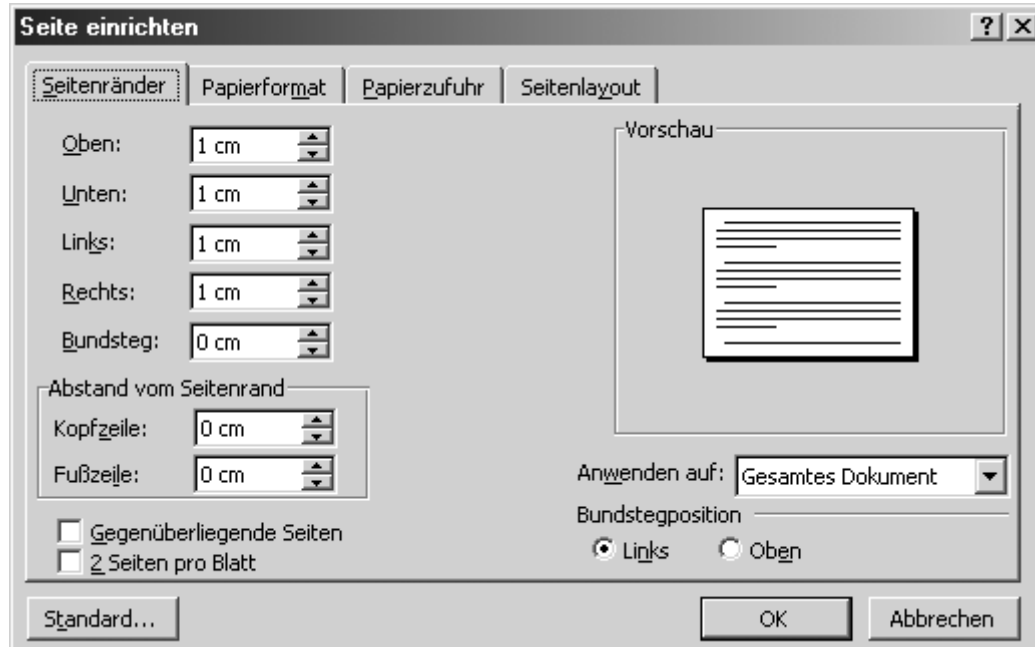 Seite einrichten
Seitenränder Papierformat Papierzufuhr Seitenlayout
Oben: 1 cm
Unten: 1 cm
Links: 1 cm
Rechts: 1 cm
Bundsteg: 0 cm
Abstand vom Seitenrand
Kopfzeile: 0 cm
Fußzeile: 0 cm
Gegenüberliegende Seiten
2 Seiten pro Blatt
Vorschau
Anwenden auf: Gesamtes Dokument
Bundstegposition
Links Oben
Standard... OK Abbrechen